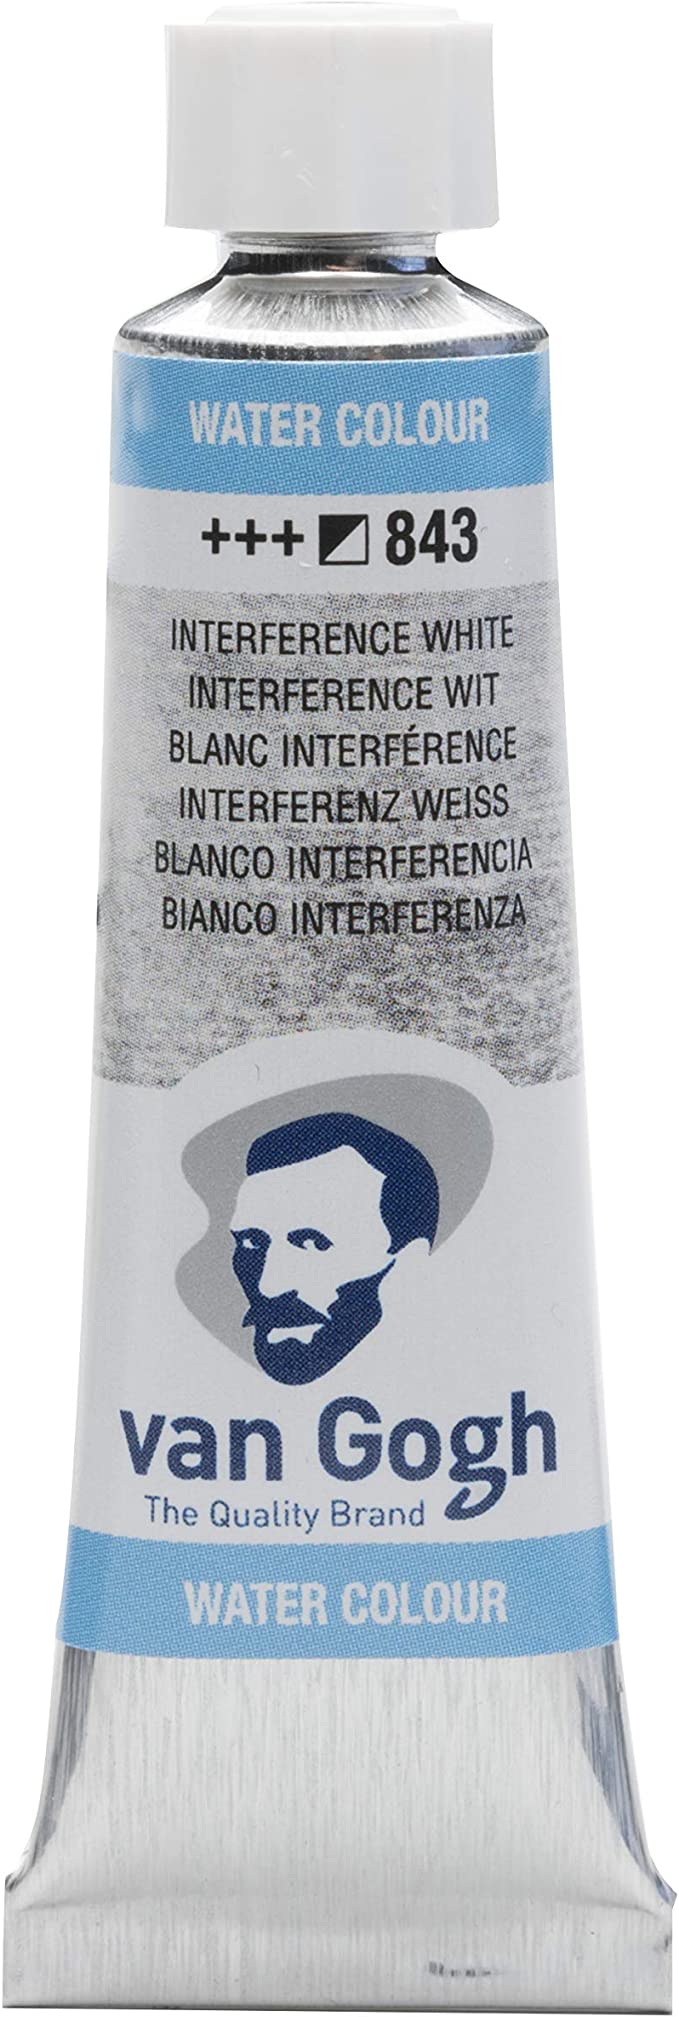 WATER COLOUR
+++ 843
INTERFERENCE WHITE
INTERFERENCE WIT
BLANC INTERFÉRENCE
INTERFERENZ WEISS
BLANCO INTERFERENCIA
BIANCO INTERFERENZA
van Gogh
The Quality Brand
WATER COLOUR